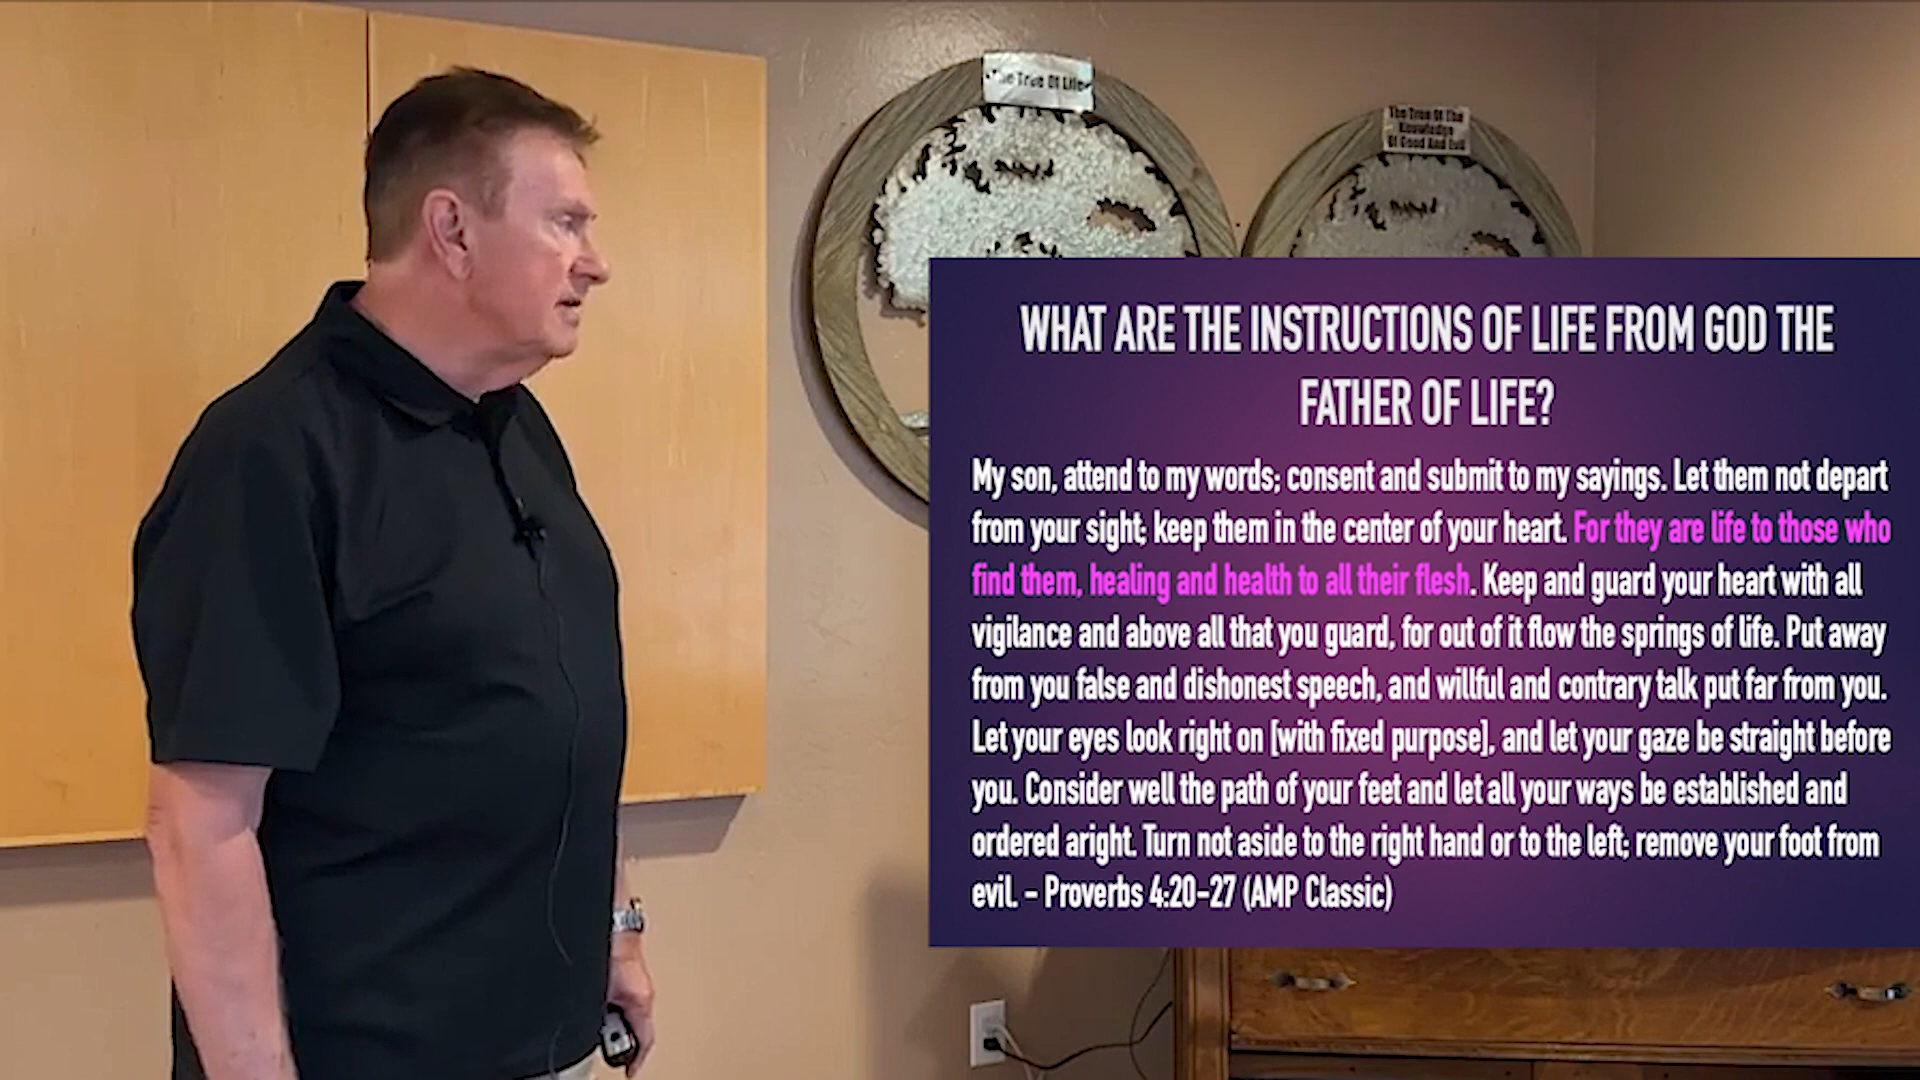 The Tree Of Life
The Tree Of The
Knowledge
Of Good And Evil
WHAT ARE THE INSTRUCTIONS OF LIFE FROM GOD THE
FATHER OF LIFE?
My son, attend to my words; consent and submit to my sayings. Let them not depart
from your sight; keep them in the center of your heart. For they are life to those who
find them, healing and health to all their flesh. Keep and guard your heart with all
vigilance and above all that you guard, for out of it flow the springs of life. Put away
from you false and dishonest speech, and willful and contrary talk put far from you.
Let your eyes look right on [with fixed purpose], and let your gaze be straight before
you. Consider well the path of your feet and let all your ways be established and
ordered aright. Turn not aside to the right hand or to the left; remove your foot from
evil. - Proverbs 4:20-27 (AMP Classic)